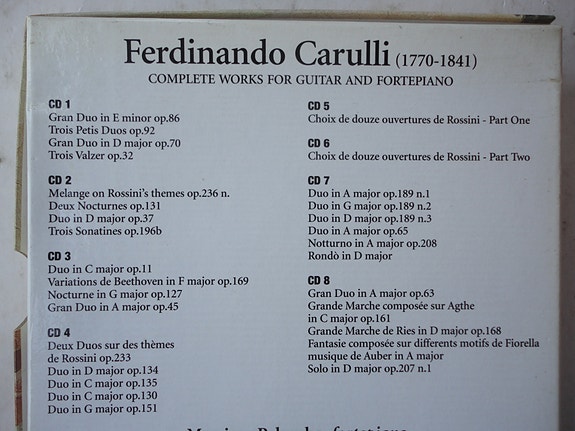 Ferdinando Carulli (1770-1841)
COMPLETE WORKS FOR GUITAR AND FORTEPIANO
CD 1
Gran Duo in E minor op.86
Trois Petis Duos op.92
Gran Duo in D major op.70
Trois Valzer op.32
CD 2
Melange on Rossini's themes op.236 n.
Deux Nocturnes op.131
Duo in D major op.37
Trois Sonatines op.196b
CD 3
Duo in C major op.11
Variations de Beethoven in F major op.169
Nocturne in G major op.127
Gran Duo in A major op.45
CD 4
Deux Duos sur des thèmes
de Rossini op.233
Duo in D major op.134
Duo in C major op.135
Duo in C major op.130
Duo in G major op.151
CD 5
Choix de douze ouvertures de Rossini - Part One
CD 6
Choix de douze ouvertures de Rossini - Part Two
CD 7
Duo in A major op.189 n.1
Duo in G major op.189 n.2
Duo in D major op.189 n.3
Duo in A major op.65
Notturno in A major op.208
Rondò in D major
CD 8
Gran Duo in A major op.63
Grande Marche composée sur Agthe
in C major op.161
Grande Marche de Ries in D major op.168
Fantasie composée sur differents motifs de Fiorella
musique de Auber in A major
Solo in D major op.207 n.1